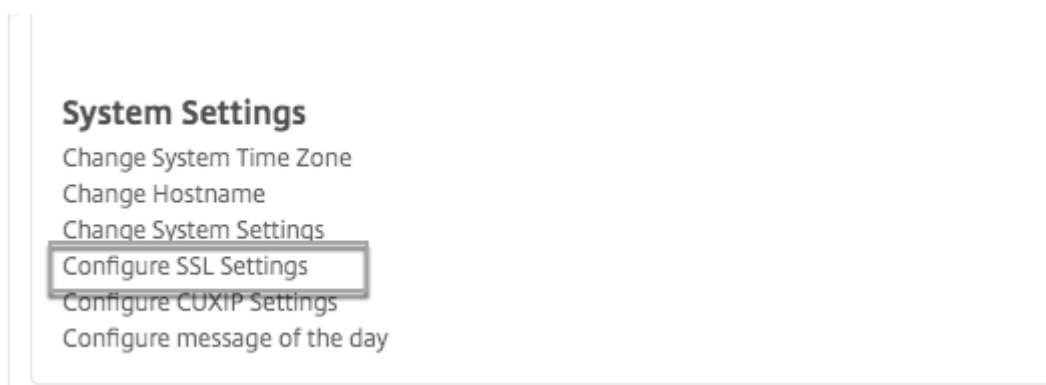 System Settings
Change System Time Zone
Change Hostname
Change System Settings
Configure SSL Settings
Configure CUXIP Settings
Configure message of the day